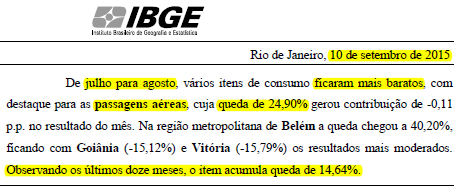 IBGE
Instituto Brasileiro de Geografia e Estatística
Rio de Janeiro, 10 de setembro de 2015
De julho para agosto, vários itens de consumo ficaram mais baratos, com
destaque para as passagens aéreas, cuja queda de 24,90% gerou contribuição de -0,11
p.p. no resultado do mês. Na região metropolitana de Belém a queda chegou a 40,20%,
ficando com Goiânia (-15,12%) e Vitória (-15,79%) os resultados mais moderados.
Observando os últimos doze meses, o item acumula queda de 14,64%.